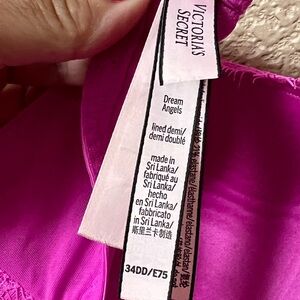 VICTORIA'S
SECRET
Dream
Angels
lined demi/
demi doublé
made in
Sri Lanka/
fabriqué au
Sri Lanka/
hecho
en Sri Lanka/
fabbricato
in Sri Lanka/
斯里兰卡制造
34DD/E75